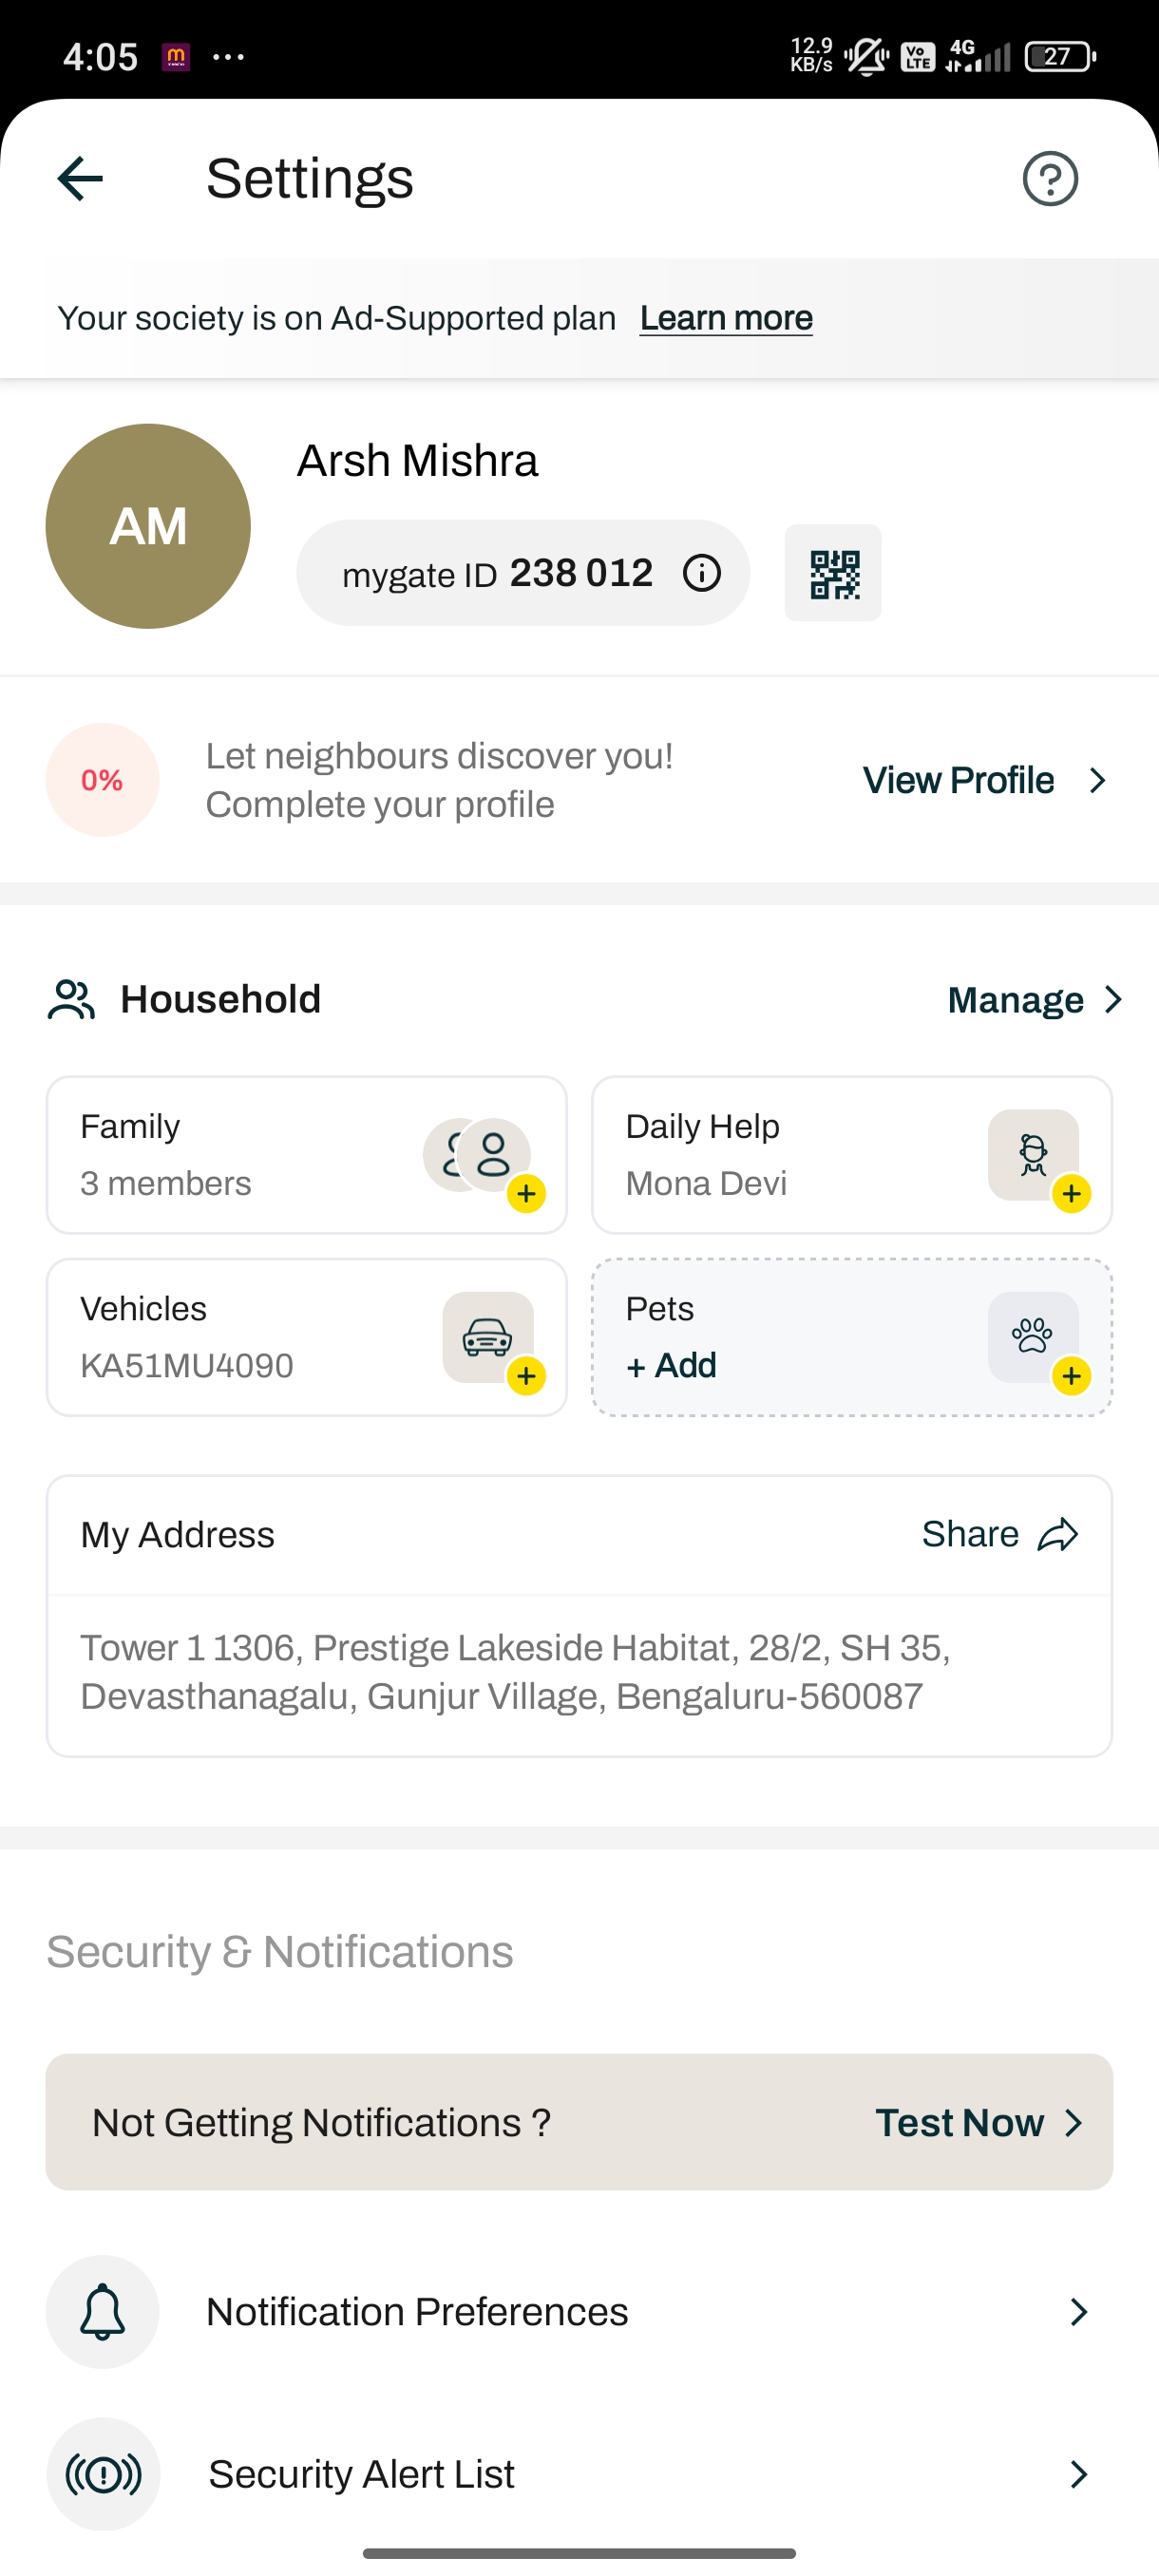 4:05
12.9
KB/s
Vo
LTE
4G
27
Settings
Your society is on Ad-Supported plan Learn more
AM
Arsh Mishra
mygate ID 238 012
0%
Let neighbours discover you!
Complete your profile
View Profile
Household
Manage
Family
3 members
Daily Help
Mona Devi
Vehicles
KA51MU4090
Pets
+ Add
My Address
Share
Tower 1 1306, Prestige Lakeside Habitat, 28/2, SH 35,
Devasthanagalu, Gunjur Village, Bengaluru-560087
Security & Notifications
Not Getting Notifications ?
Test Now
Notification Preferences
Security Alert List